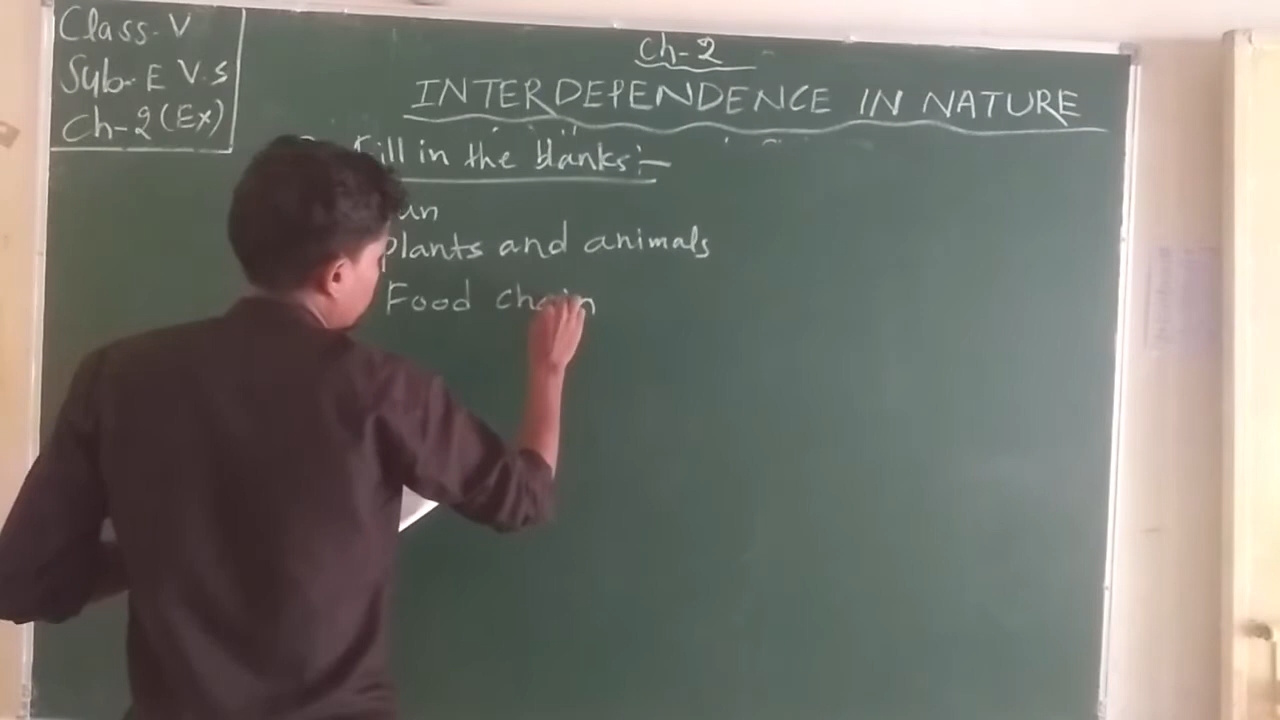 Class-V
Sub-E V.S
Ch-2 (Ex)
Ch-2
INTERDEPENDENCE IN NATURE
Fill in the blanks:-
Plants and animals
Food chain